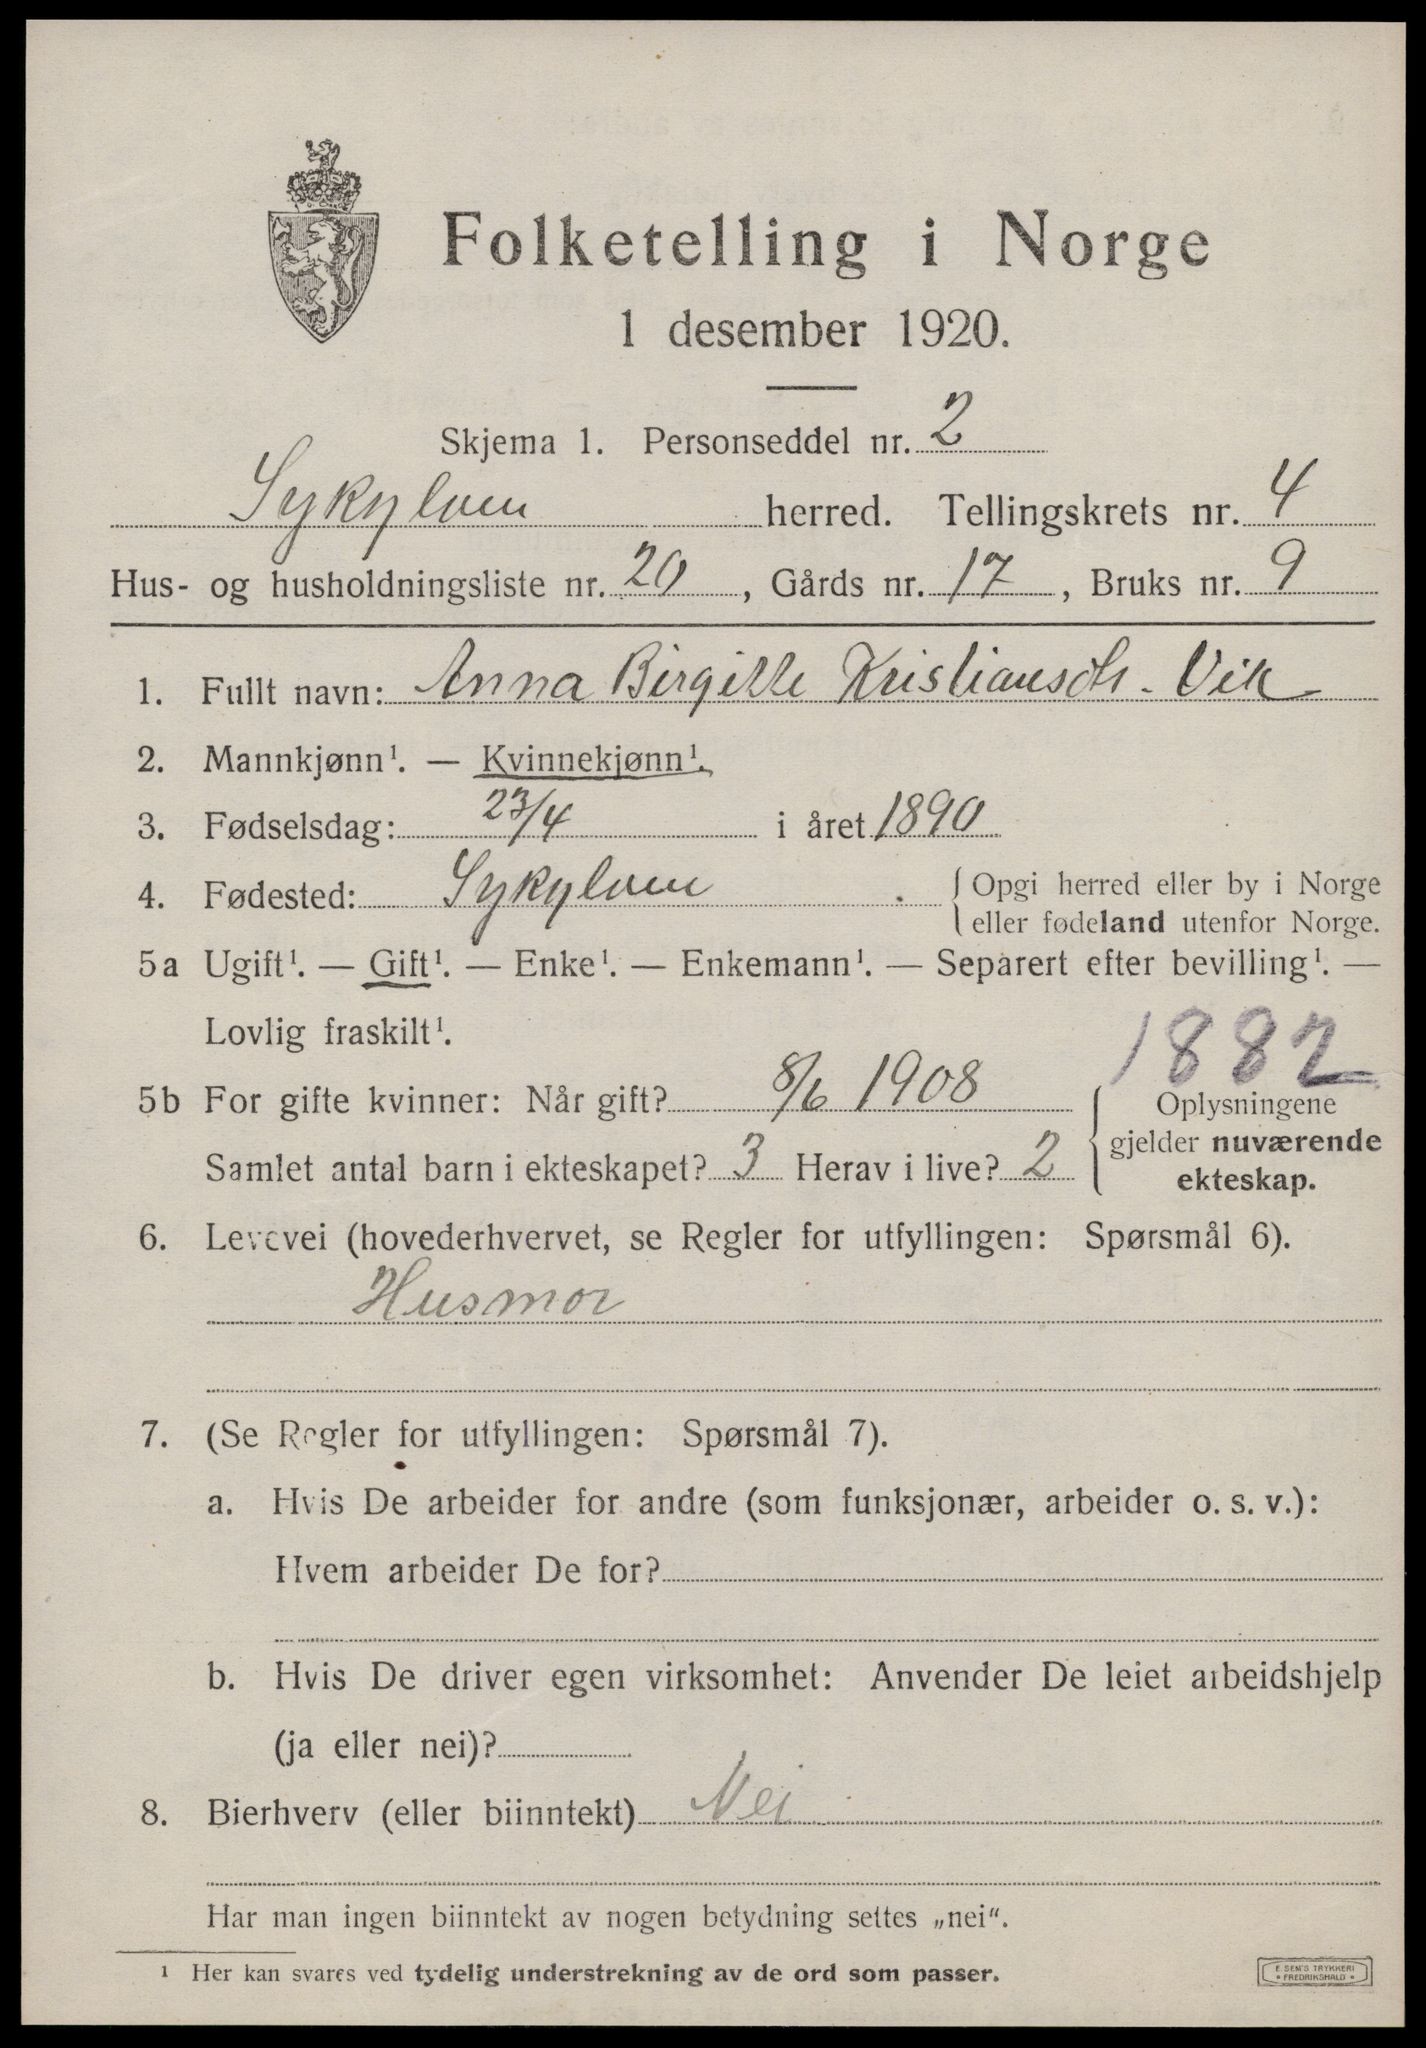 Folketelling i Norge
1 desember 1920.
Skjema 1. Personseddel nr. 2
Sykylven herred. Tellingskrets nr. 4
Hus- og husholdningsliste nr. 20, Gårds nr. 17, Bruks nr. 9
1. Fullt navn: Anna Birgitte Kristiansdtr. Vik
2. Mannkjønn¹. — Kvinnekjønn¹.
3. Fødselsdag: 23/4 i året 1890
4. Fødested: Sykylven . { Opgi herred eller by i Norge
eller fødeland utenfor Norge.
5a Ugift¹. — Gift¹. — Enke¹. — Enkemann¹. — Separert efter bevilling¹. —
Lovlig fraskilt¹.
1882
5b For gifte kvinner: Når gift? 8/6 1908
Samlet antal barn i ekteskapet? 3 Herav i live? 2
Oplysningene
gjelder nuværende
ekteskap.
6. Levevei (hovederhvervet, se Regler for utfyllingen: Spørsmål 6).
Husmor
7. (Se Regler for utfyllingen: Spørsmål 7).
a. Hvis De arbeider for andre (som funksjonær, arbeider o. s. v.):
Hvem arbeider De for?
b. Hvis De driver egen virksomhet: Anvender De leiet arbeidshjelp
(ja eller nei)?
8. Bierhverv (eller biinntekt) Nei
Har man ingen biinntekt av nogen betydning settes „nei“.
¹ Her kan svares ved tydelig understrekning av de ord som passer.
E. SEM'S TRYKKERI
• FREDRIKSHALD •